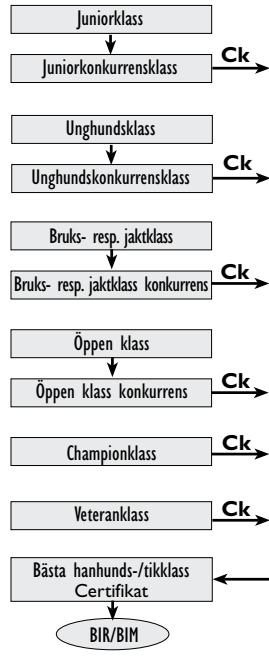 Juniorklass
Ck
Juniorkonkurrensklass
Unghundsklass
Ck
Unghundskonkurrensklass
Bruks- resp. jaktklass
Ck
Bruks- resp. jaktklass konkurrens
Öppen klass
Ck
Öppen klass konkurrens
Ck
Championklass
Ck
Veteranklass
Bästa hanhunds-/tikklass
Certifikat
BIR/BIM